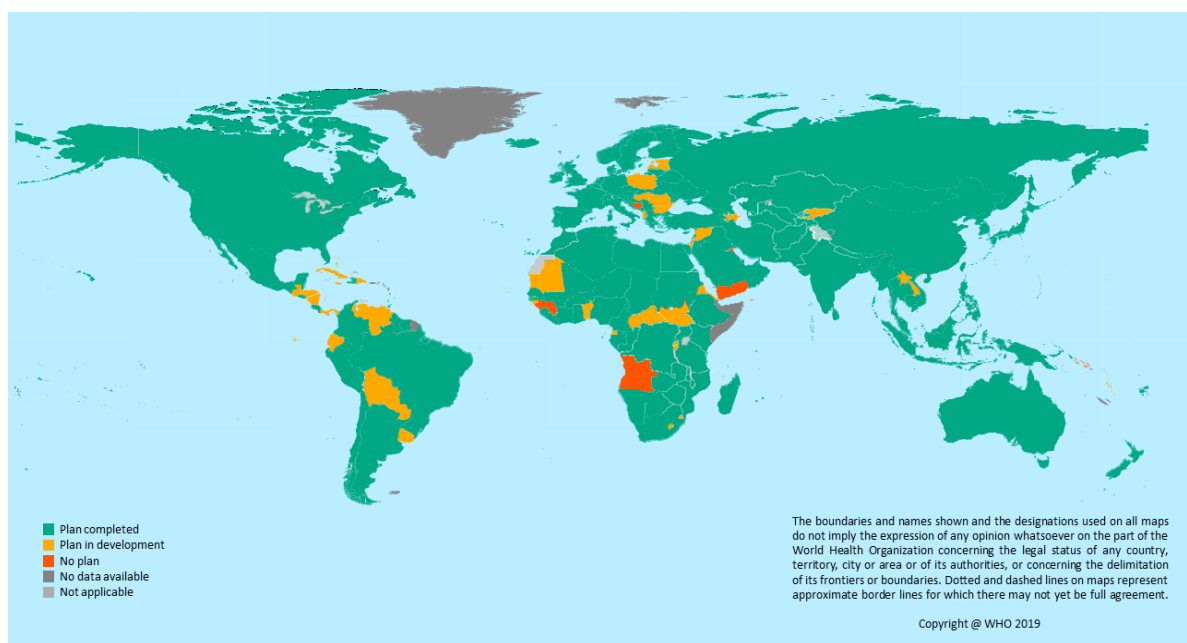 Plan completed
Plan in development
No plan
No data available
Not applicable
The boundaries and names shown and the designations used on all maps
do not imply the expression of any opinion whatsoever on the part of the
World Health Organization concerning the legal status of any country,
territory, city or area or of its authorities, or concerning the delimitation
of its frontiers or boundaries. Dotted and dashed lines on maps represent
approximate border lines for which there may not yet be full agreement.
Copyright @ WHO 2019